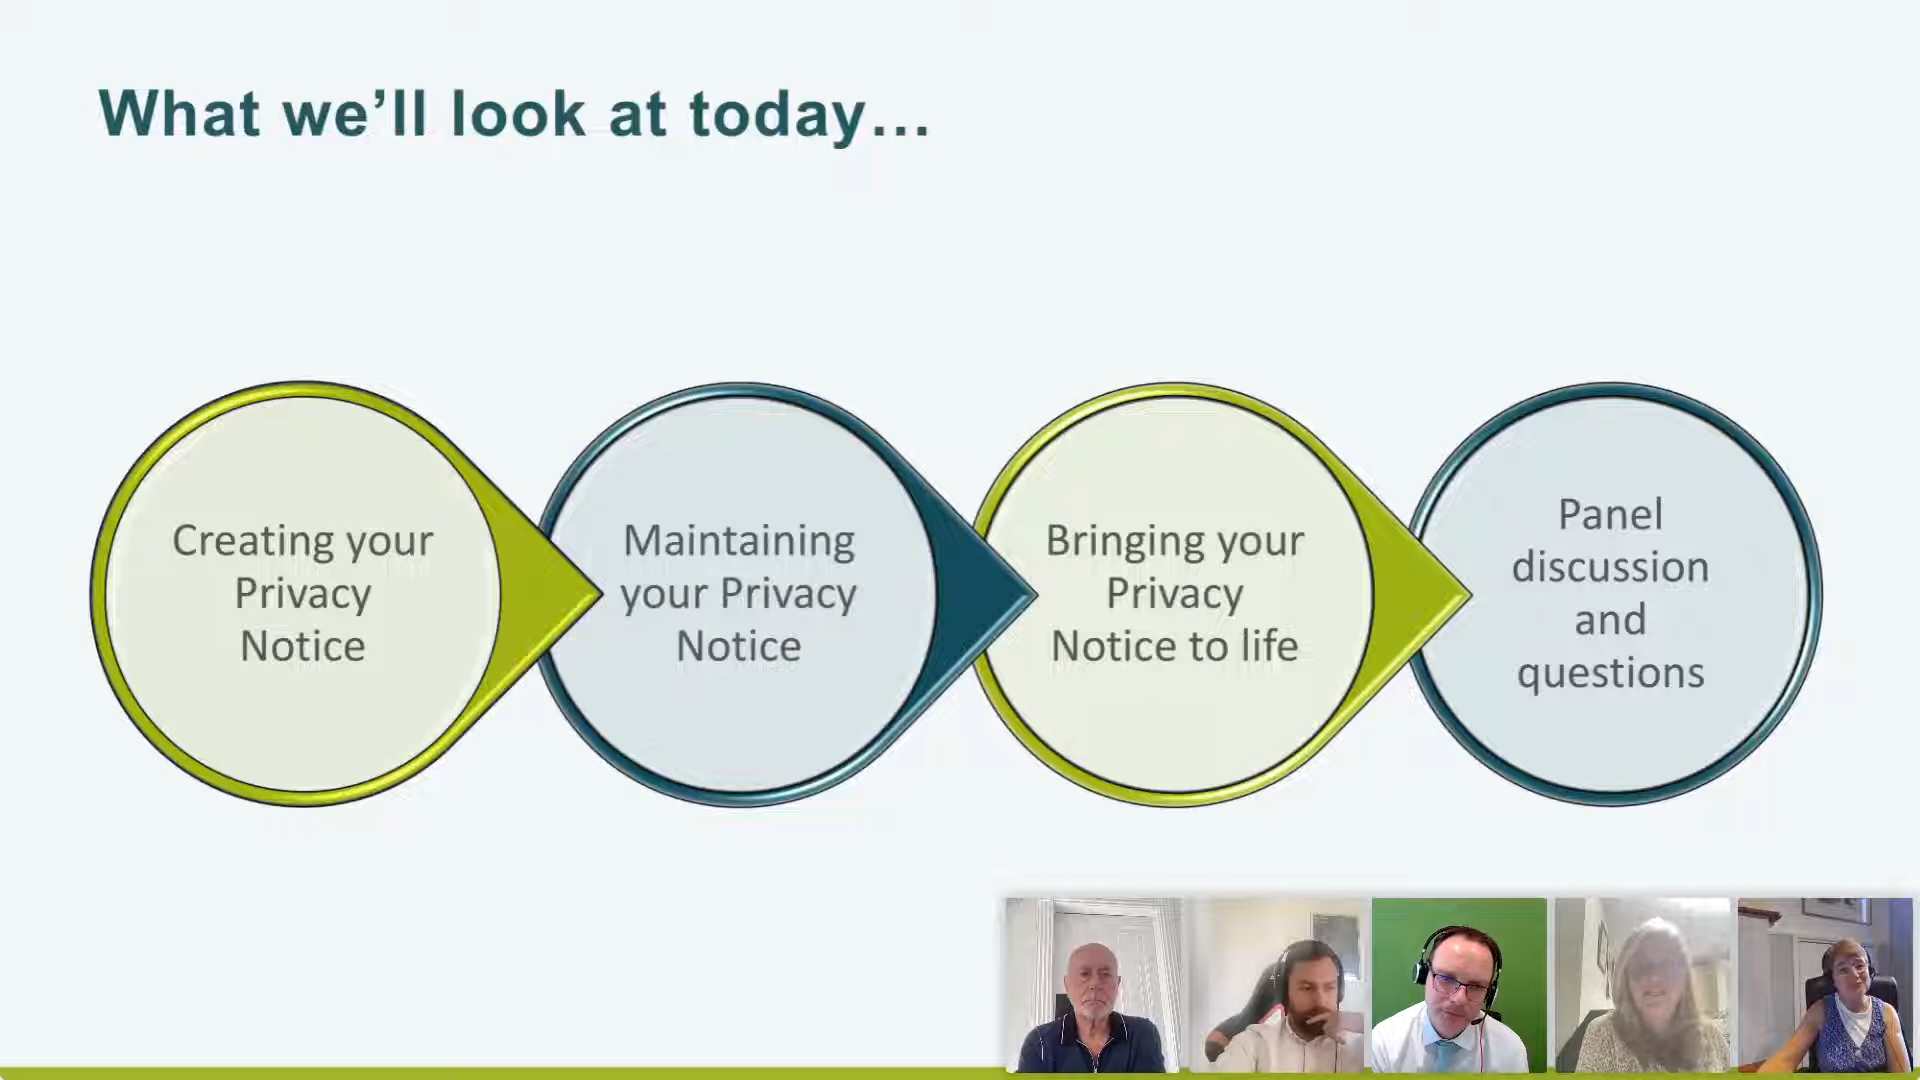 What we’ll look at today…
Creating your
Privacy
Notice
Maintaining
your Privacy
Notice
Bringing your
Privacy
Notice to life
Panel
discussion
and
questions